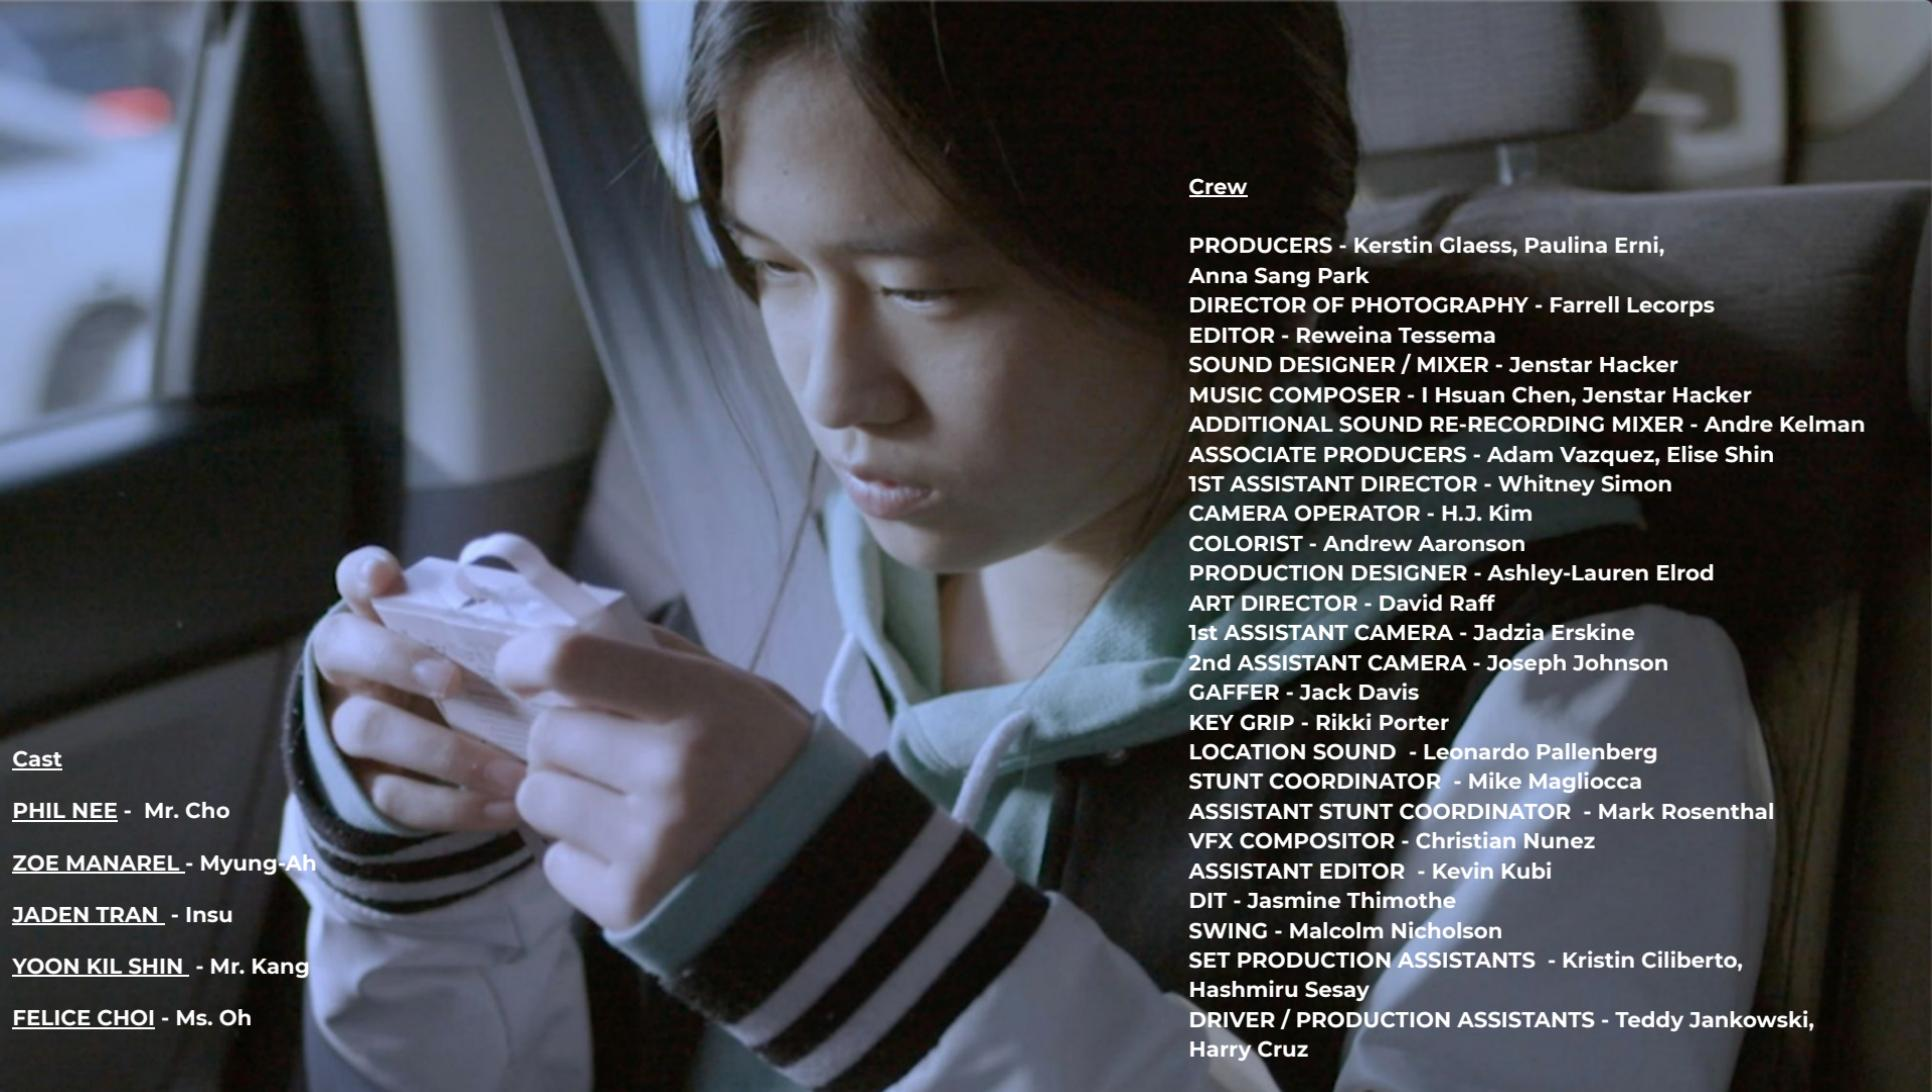 Cast
PHIL NEE -  Mr. Cho
ZOE MANAREL - Myung-Ah
JADEN TRAN  - Insu
YOON KIL SHIN  - Mr. Kang
FELICE CHOI - Ms. Oh
Crew
PRODUCERS - Kerstin Glaess, Paulina Erni,
Anna Sang Park
DIRECTOR OF PHOTOGRAPHY - Farrell Lecorps
EDITOR - Reweina Tessema
SOUND DESIGNER / MIXER - Jenstar Hacker
MUSIC COMPOSER - I Hsuan Chen, Jenstar Hacker
ADDITIONAL SOUND RE-RECORDING MIXER - Andre Kelman
ASSOCIATE PRODUCERS - Adam Vazquez, Elise Shin
1ST ASSISTANT DIRECTOR - Whitney Simon
CAMERA OPERATOR - H.J. Kim
COLORIST - Andrew Aaronson
PRODUCTION DESIGNER - Ashley-Lauren Elrod
ART DIRECTOR - David Raff
1st ASSISTANT CAMERA - Jadzia Erskine
2nd ASSISTANT CAMERA - Joseph Johnson
GAFFER - Jack Davis
KEY GRIP - Rikki Porter
LOCATION SOUND  - Leonardo Pallenberg
STUNT COORDINATOR  - Mike Magliocca
ASSISTANT STUNT COORDINATOR  - Mark Rosenthal
VFX COMPOSITOR - Christian Nunez
ASSISTANT EDITOR  - Kevin Kubi
DIT - Jasmine Thimothe
SWING - Malcolm Nicholson
SET PRODUCTION ASSISTANTS  - Kristin Ciliberto,
Hashmiru Sesay
DRIVER / PRODUCTION ASSISTANTS - Teddy Jankowski,
Harry Cruz